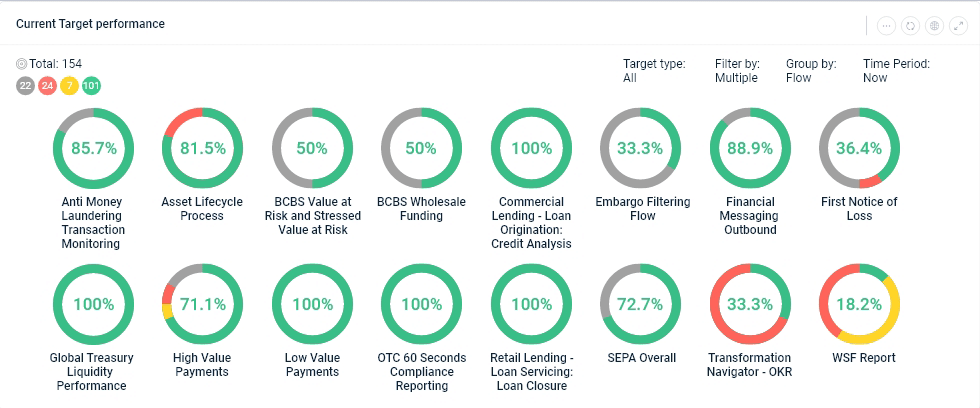 Current Target performance
Total: 154
22 24 7 101
Target type:
All
Filter by:
Multiple
Group by:
Flow
Time Period:
Now
85.7% 81.5% 50% 50% 100% 33.3% 88.9% 36.4%
Anti Money
Laundering
Transaction
Monitoring
Asset Lifecycle
Process
BCBS Value at
Risk and Stressed
Value at Risk
BCBS Wholesale
Funding
Commercial
Lending - Loan
Origination:
Credit Analysis
Embargo Filtering
Flow
Financial
Messaging
Outbound
First Notice of
Loss
100% 71.1% 100% 100% 100% 72.7% 33.3% 18.2%
Global Treasury
Liquidity
Performance
High Value
Payments
Low Value
Payments
OTC 60 Seconds
Compliance
Reporting
Retail Lending -
Loan Servicing:
Loan Closure
SEPA Overall
Transformation
Navigator - OKR
WSF Report